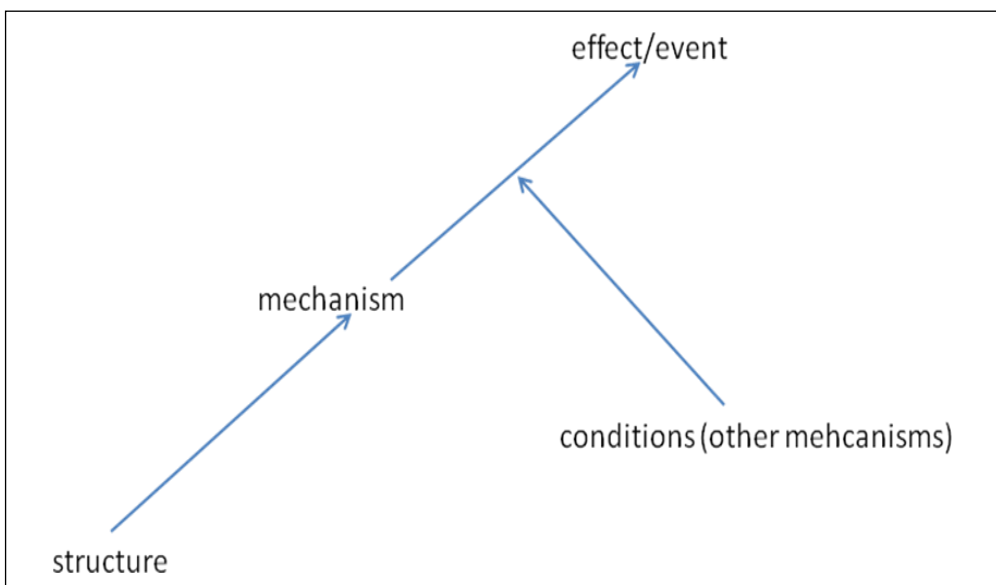 effect/event
mechanism
conditions (other mehcanisms)
structure